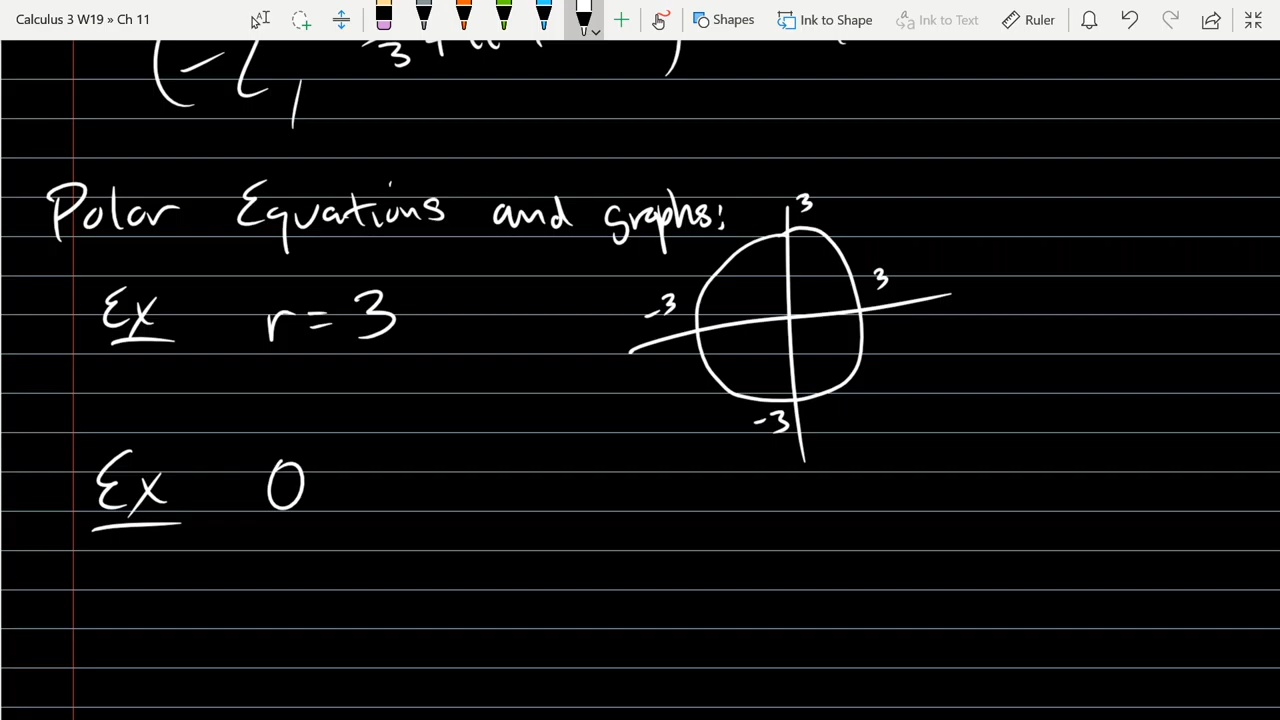 Calculus 3 W19 » Ch 11
Shapes
Ink to Shape
Ink to Text
Ruler
Polar Equations and graphs:
3
Ex r = 3
-3
3
-3
Ex 0